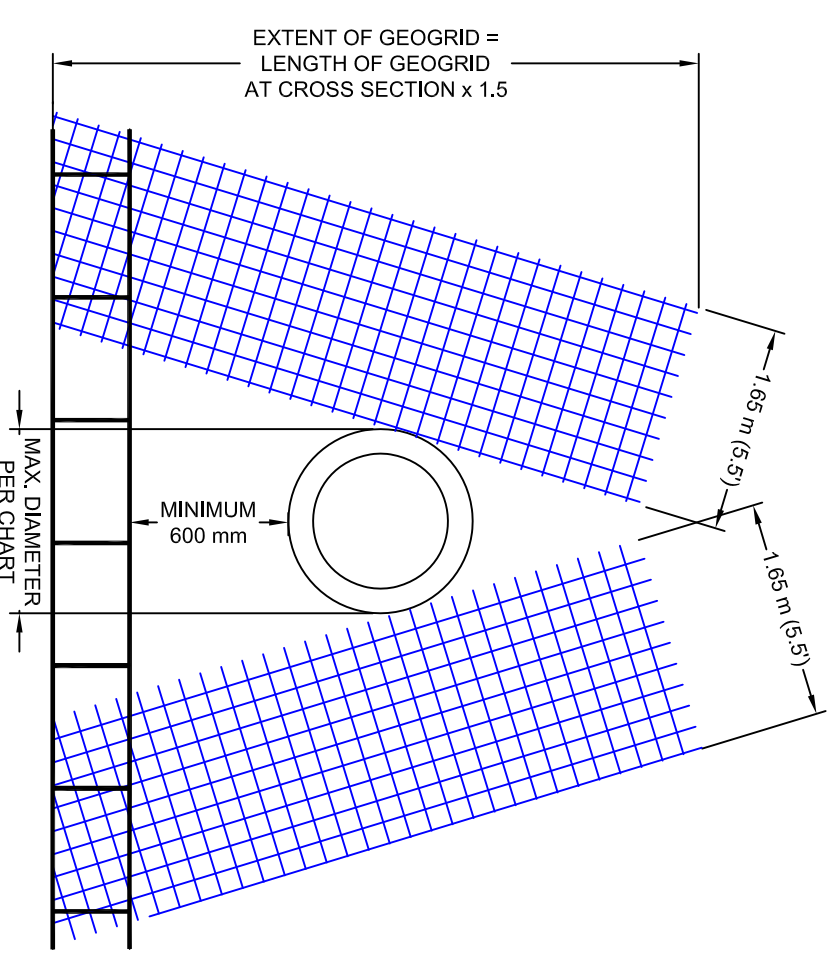 EXTENT OF GEOGRID =
LENGTH OF GEOGRID
AT CROSS SECTION x 1.5
1.65 m (5.5')
1.65 m (5.5')
MINIMUM
600 mm
MAX. DIAMETER
PER CHART